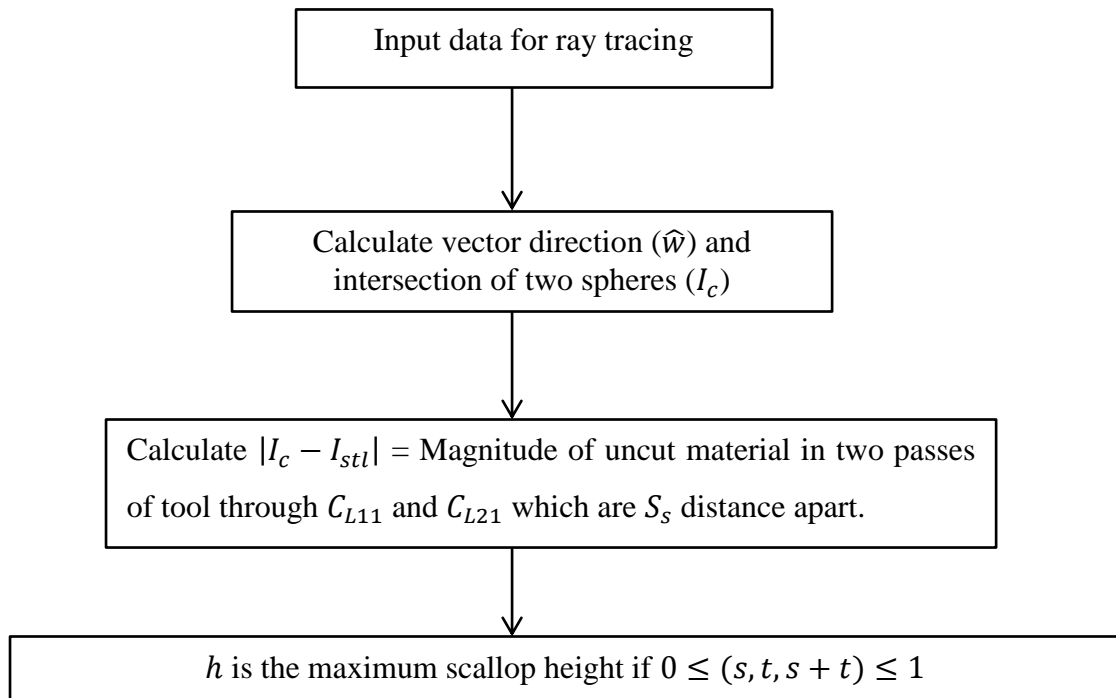 Input data for ray tracing
Calculate vector direction (ŵ) and
intersection of two spheres (I_c)
Calculate |I_c − I_stl| = Magnitude of uncut material in two passes
of tool through C_L11 and C_L21 which are S_s distance apart.
h is the maximum scallop height if 0 ≤ (s, t, s + t) ≤ 1